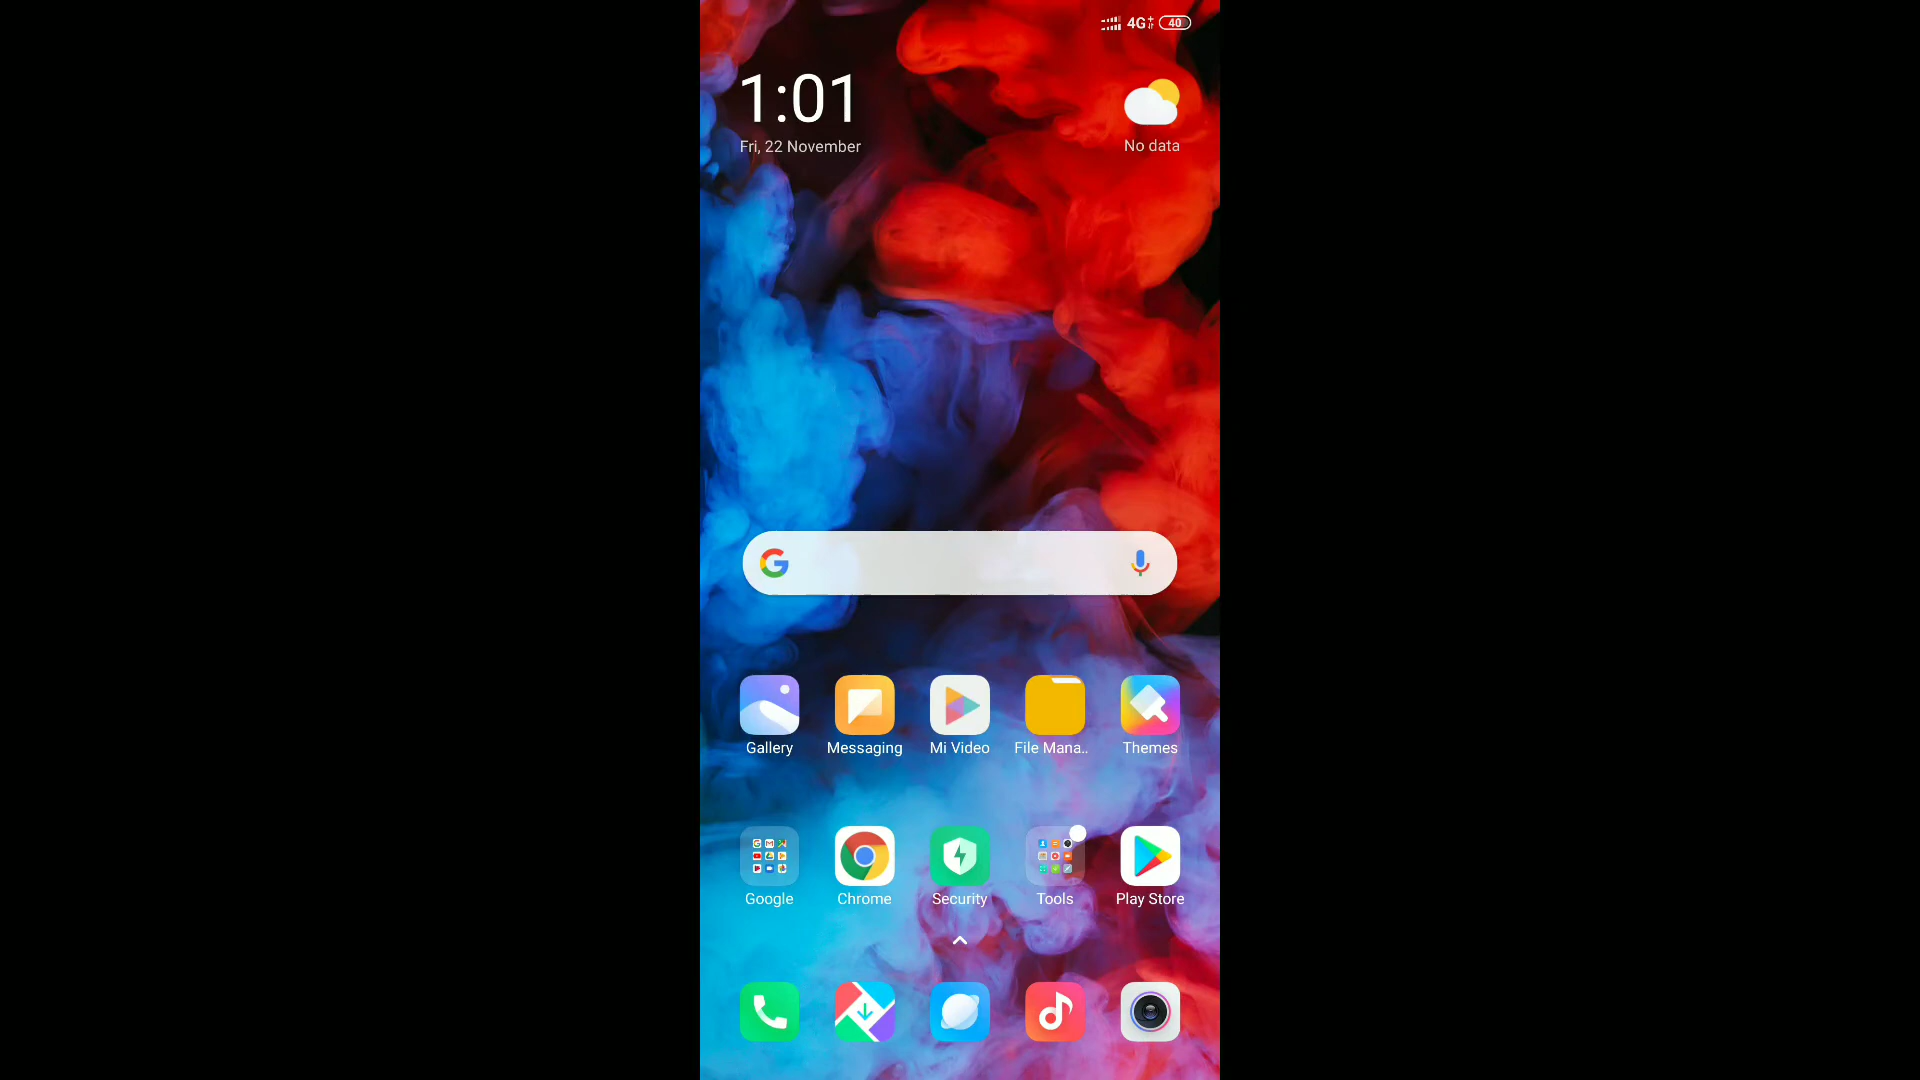 4G+ 40
1:01
Fri, 22 November
No data
Gallery
Messaging
Mi Video
File Mana..
Themes
Google
Chrome
Security
Tools
Play Store